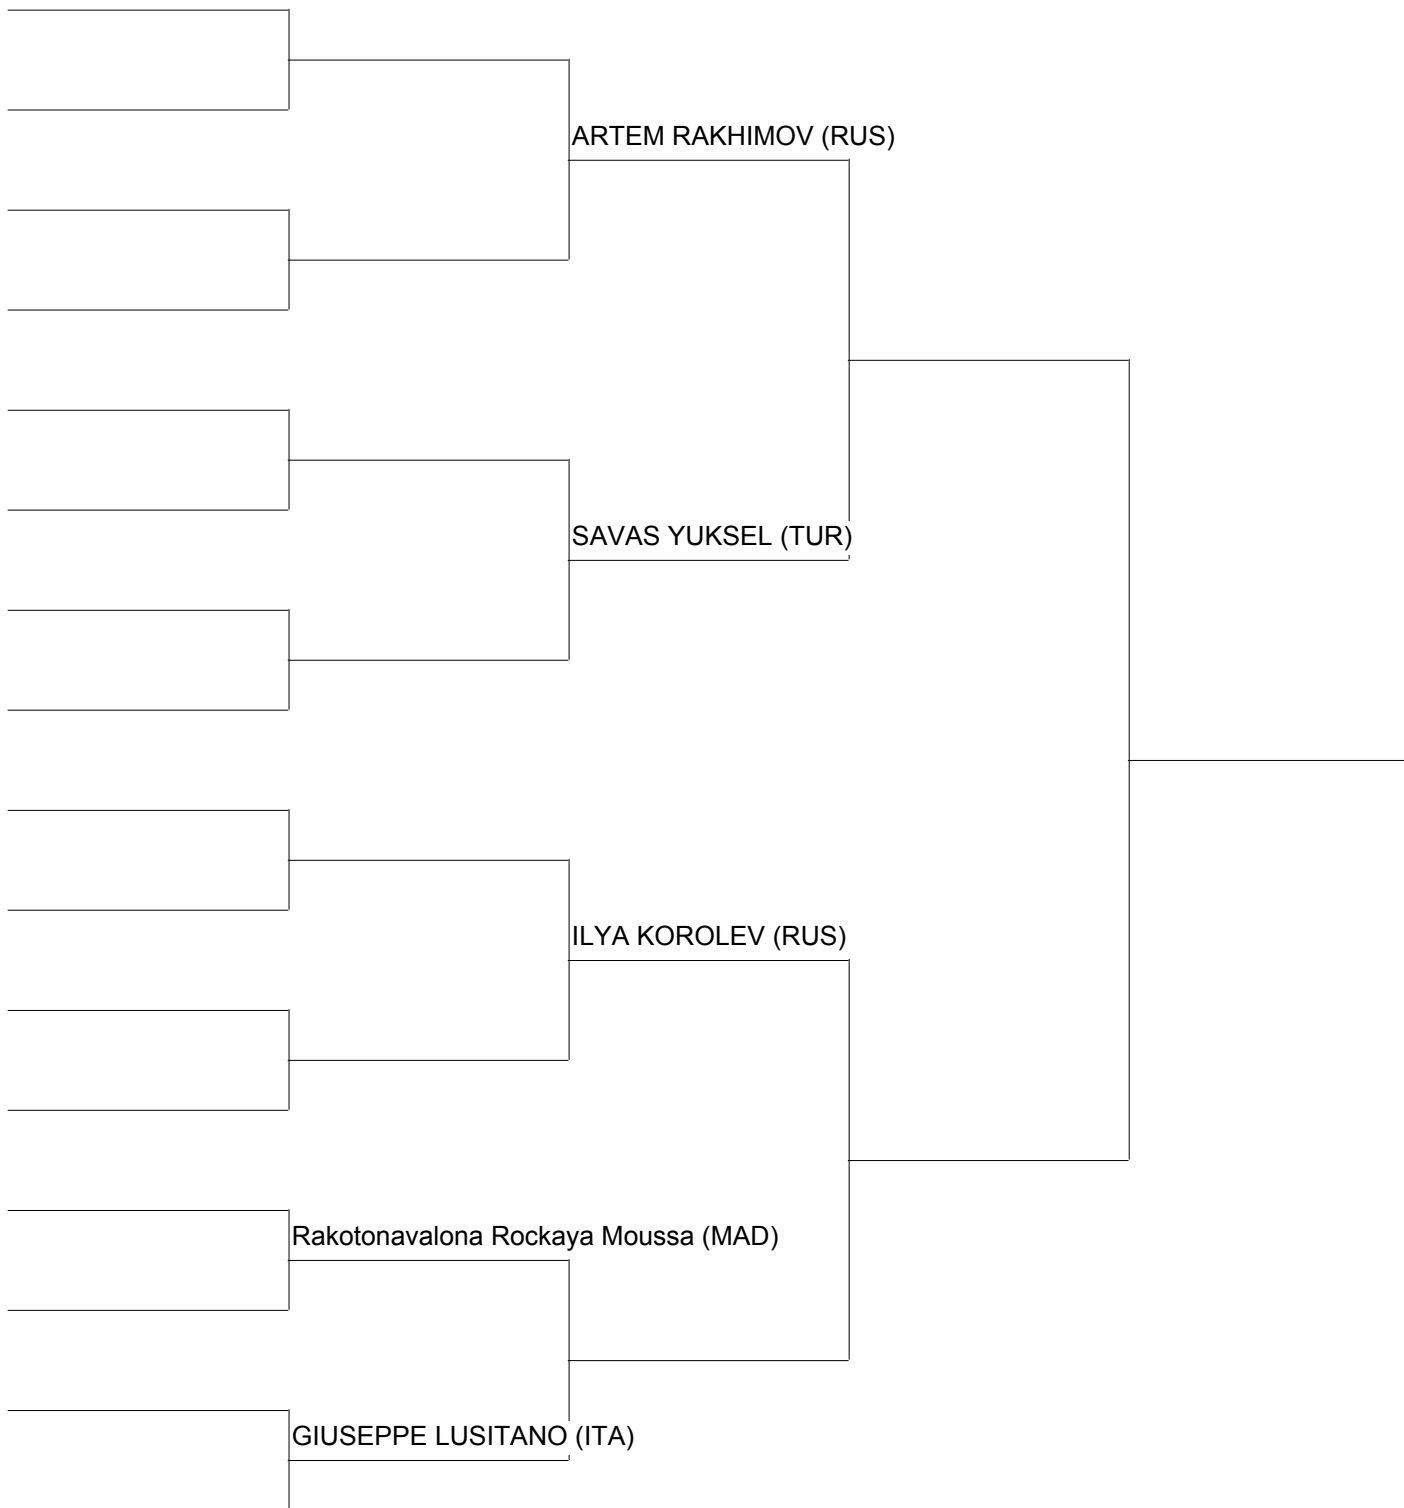 ARTEM RAKHIMOV (RUS)
SAVAS YUKSEL (TUR)
ILYA KOROLEV (RUS)
Rakotonavalona Rockaya Moussa (MAD)
GIUSEPPE LUSITANO (ITA)